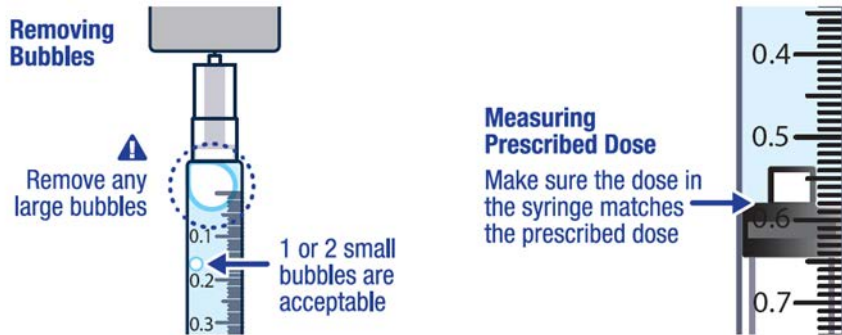 Removing
Bubbles
Remove any
large bubbles
0.1
0.2
0.3
1 or 2 small
bubbles are
acceptable
Measuring
Prescribed Dose
Make sure the dose in
the syringe matches
the prescribed dose
0.4
0.5
0.6
0.7